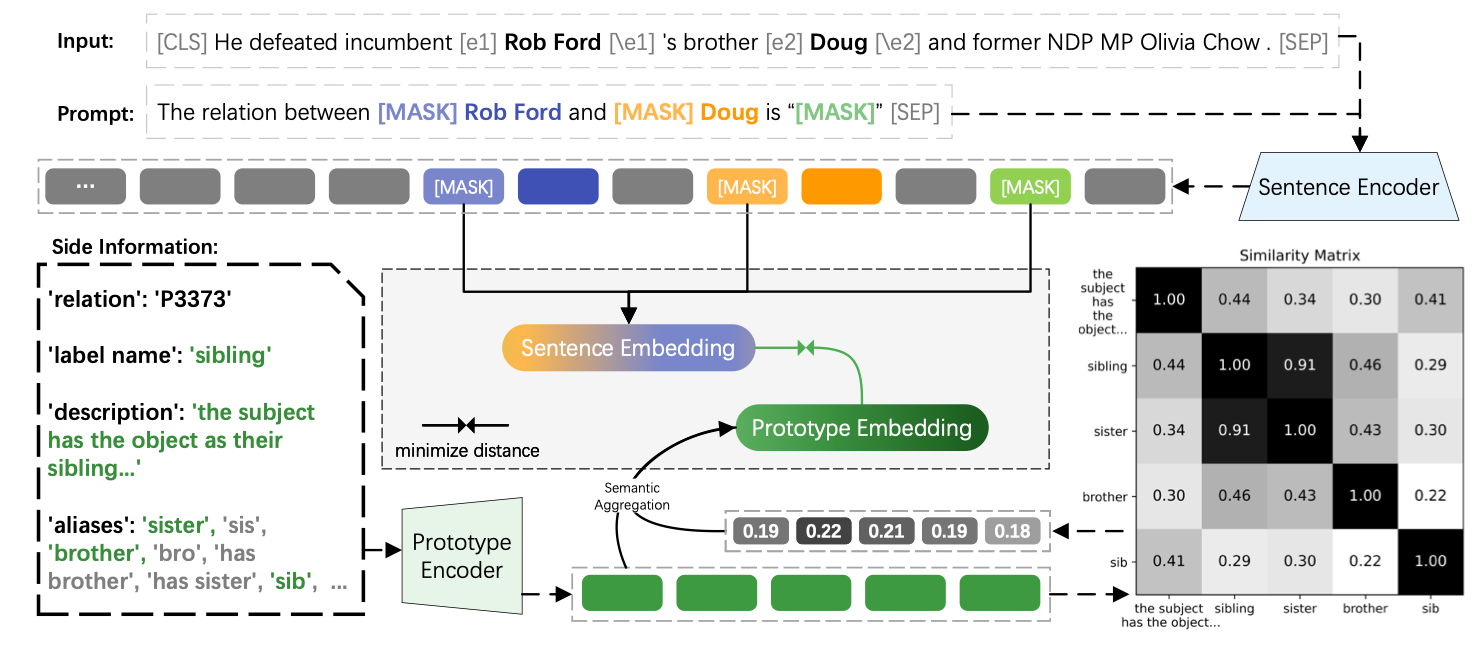 Input: [CLS] He defeated incumbent [e1] Rob Ford [\e1] 's brother [e2] Doug [\e2] and former NDP MP Olivia Chow . [SEP]
Prompt: The relation between [MASK] Rob Ford and [MASK] Doug is “[MASK]” [SEP]
... [MASK] [MASK] [MASK]
Sentence Encoder
Side Information:
'relation': 'P3373'
'label name': 'sibling'
'description': 'the subject
has the object as their
sibling...'
'aliases': 'sister', 'sis',
'brother', 'bro', 'has
brother', 'has sister', 'sib', ...
Sentence Embedding
Prototype Embedding
minimize distance
Semantic
Aggregation
Prototype
Encoder
0.19 0.22 0.21 0.19 0.18
Similarity Matrix
the
subject
has
the
object...
1.00 0.44 0.34 0.30 0.41
sibling 0.44 1.00 0.91 0.46 0.29
sister 0.34 0.91 1.00 0.43 0.30
brother 0.30 0.46 0.43 1.00 0.22
sib 0.41 0.29 0.30 0.22 1.00
the subject sibling sister brother sib
has the object...